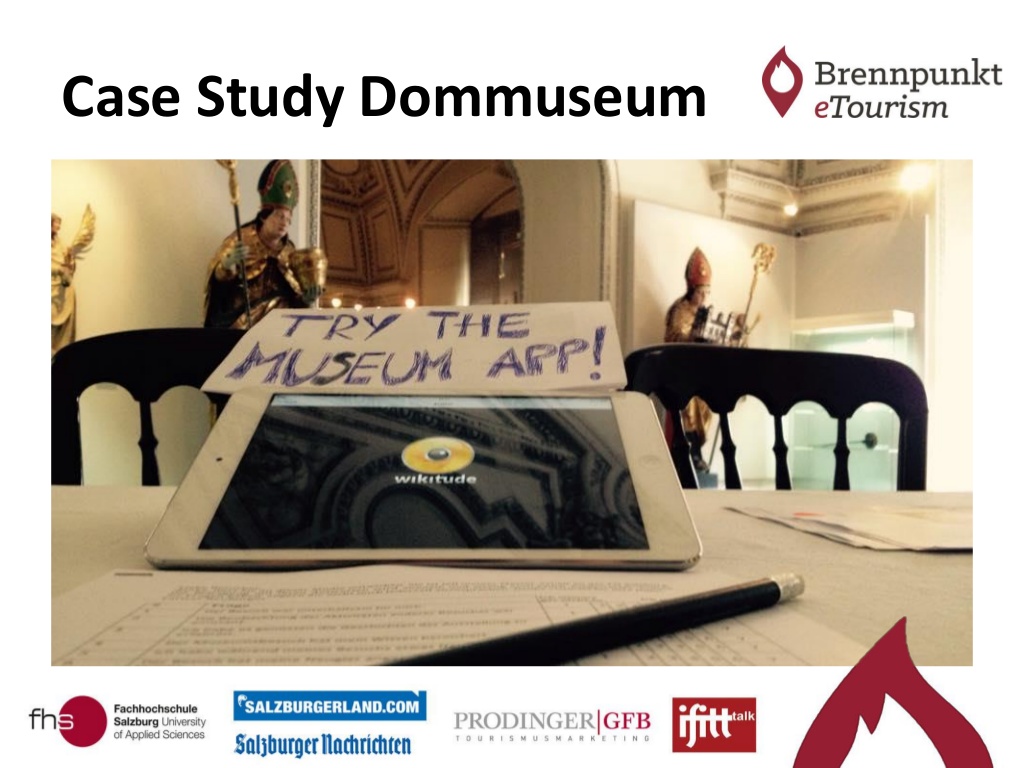 Case Study Dommuseum
Brennpunkt
eTourism
TRY THE
MUSEUM APP!
wikitude
fhs
Fachhochschule
Salzburg University
of Applied Sciences
SALZBURGERLAND.COM
Salzburger Nachrichten
PRODINGER|GFB
TOURISMUSMARKETING
ifitt talk